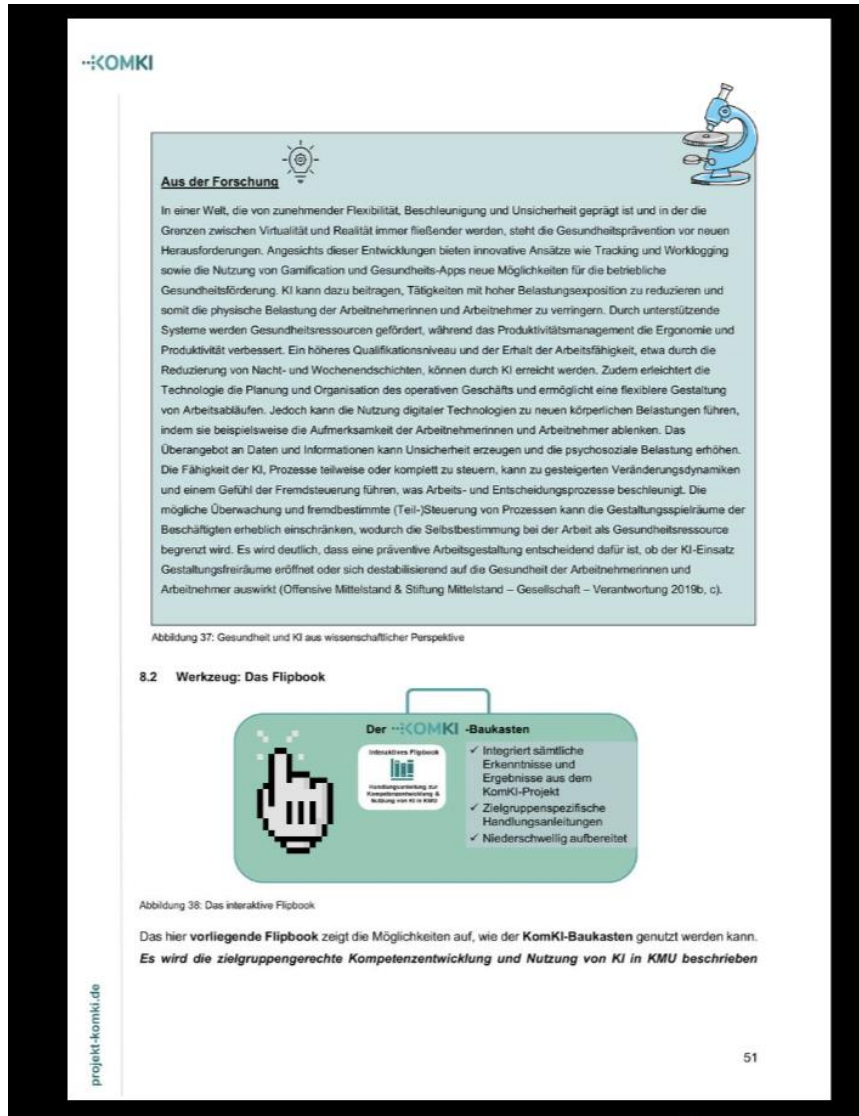 KOMKI
Aus der Forschung
In einer Welt, die von zunehmender Flexibilität, Beschleunigung und Unsicherheit geprägt ist und in der die
Grenzen zwischen Virtualität und Realität immer fließender werden, steht die Gesundheitsprävention vor neuen
Herausforderungen. Angesichts dieser Entwicklungen bieten innovative Ansätze wie Tracking und Worklogging
sowie die Nutzung von Gamification und Gesundheits-Apps neue Möglichkeiten für die betriebliche
Gesundheitsförderung. KI kann dazu beitragen, Tätigkeiten mit hoher Belastungsexposition zu reduzieren und
somit die physische Belastung der Arbeitnehmerinnen und Arbeitnehmer zu verringern. Durch unterstützende
Systeme werden Gesundheitsressourcen gefördert, während das Produktivitätsmanagement die Ergonomie und
Produktivität verbessert. Ein höheres Qualifikationsniveau und der Erhalt der Arbeitsfähigkeit, etwa durch die
Reduzierung von Nacht- und Wochenendschichten, können durch KI erreicht werden. Zudem erleichtert die
Technologie die Planung und Organisation des operativen Geschäfts und ermöglicht eine flexiblere Gestaltung
von Arbeitsabläufen. Jedoch kann die Nutzung digitaler Technologien zu neuen körperlichen Belastungen führen,
indem sie beispielsweise die Aufmerksamkeit der Arbeitnehmerinnen und Arbeitnehmer ablenken. Das
Überangebot an Daten und Informationen kann Unsicherheit erzeugen und die psychosoziale Belastung erhöhen.
Die Fähigkeit der KI, Prozesse teilweise oder komplett zu steuern, kann zu gesteigerten Veränderungsdynamiken
und einem Gefühl der Fremdsteuerung führen, was Arbeits- und Entscheidungsprozesse beschleunigt. Die
mögliche Überwachung und fremdbestimmte (Teil-)Steuerung von Prozessen kann die Gestaltungsspielräume der
Beschäftigten erheblich einschränken, wodurch die Selbstbestimmung bei der Arbeit als Gesundheitsressource
begrenzt wird. Es wird deutlich, dass eine präventive Arbeitsgestaltung entscheidend dafür ist, ob der KI-Einsatz
Gestaltungsfreiräume eröffnet oder sich destabilisierend auf die Gesundheit der Arbeitnehmerinnen und
Arbeitnehmer auswirkt (Offensive Mittelstand & Stiftung Mittelstand – Gesellschaft – Verantwortung 2019b, c).
Abbildung 37: Gesundheit und KI aus wissenschaftlicher Perspektive
8.2 Werkzeug: Das Flipbook
Der KOMKI -Baukasten
Interaktives Flipbook
Handlungsanleitung zur
Kompetenzentwicklung &
Nutzung von KI in KMU
✓ Integriert sämtliche
Erkenntnisse und
Ergebnisse aus dem
KomKI-Projekt
✓ Zielgruppenspezifische
Handlungsanleitungen
✓ Niederschwellig aufbereitet
Abbildung 38: Das interaktive Flipbook
Das hier vorliegende Flipbook zeigt die Möglichkeiten auf, wie der KomKI-Baukasten genutzt werden kann.
Es wird die zielgruppengerechte Kompetenzentwicklung und Nutzung von KI in KMU beschrieben
projekt-komki.de
51